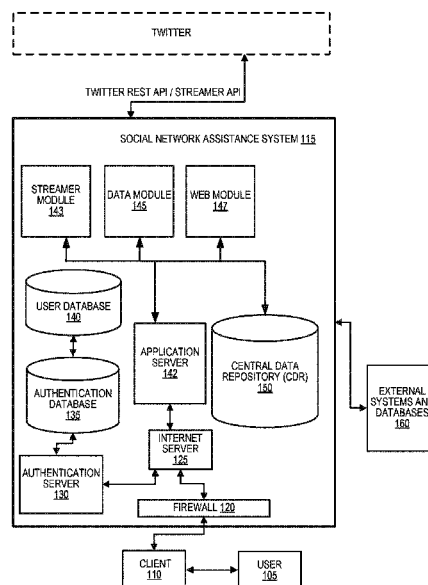 TWITTER
TWITTER REST API / STREAMER API
SOCIAL NETWORK ASSISTANCE SYSTEM 115
STREAMER
MODULE
143
DATA MODULE
145
WEB MODULE
147
USER DATABASE
140
APPLICATION
SERVER
142
CENTRAL DATA
REPOSITORY (CDR)
150
AUTHENTICATION
DATABASE
135
EXTERNAL
SYSTEMS AND
DATABASES
160
INTERNET
SERVER
125
AUTHENTICATION
SERVER
130
FIREWALL 120
CLIENT
110
USER
105